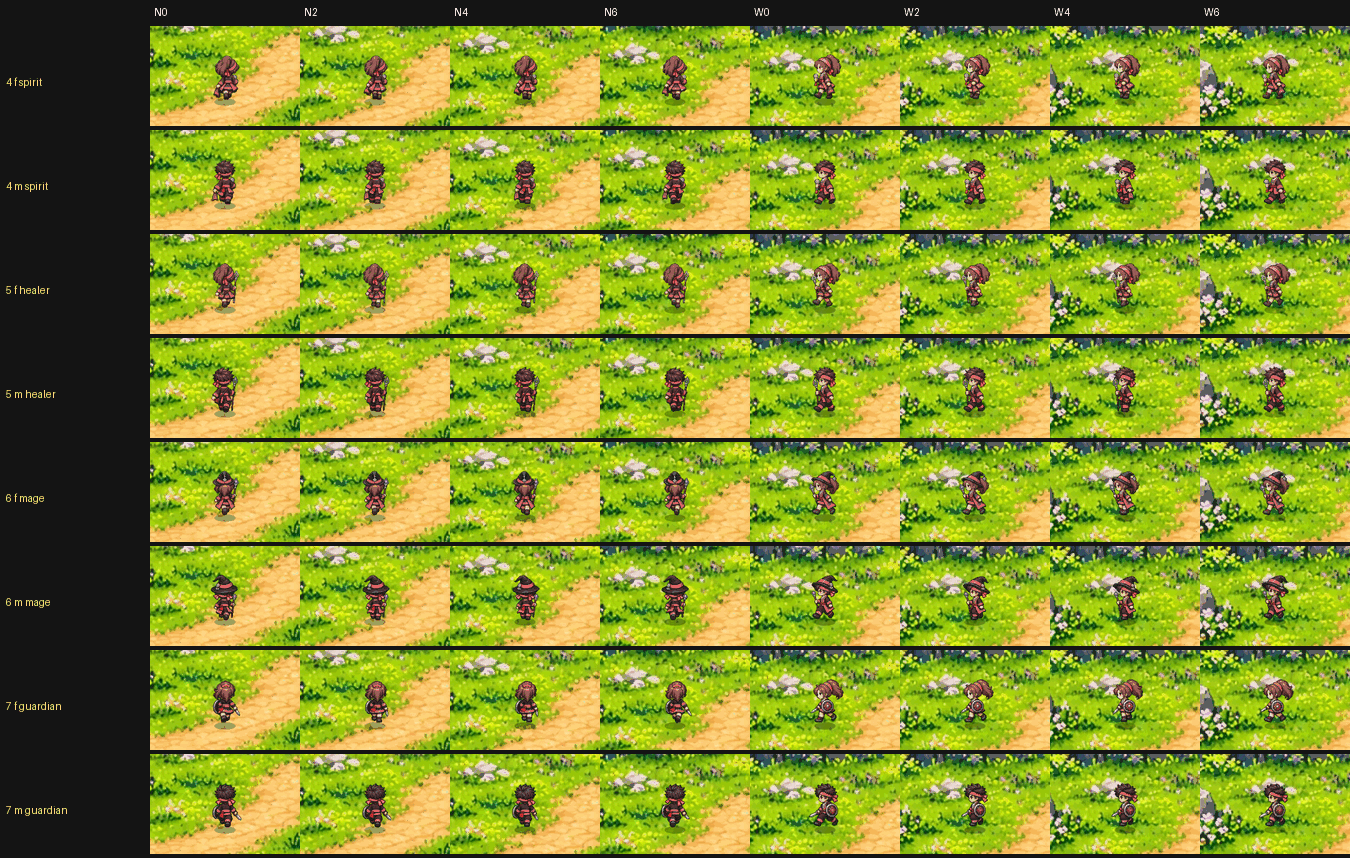 N0 N2 N4 N6 W0 W2 W4 W6
4 f spirit
4 m spirit
5 f healer
5 m healer
6 f mage
6 m mage
7 f guardian
7 m guardian